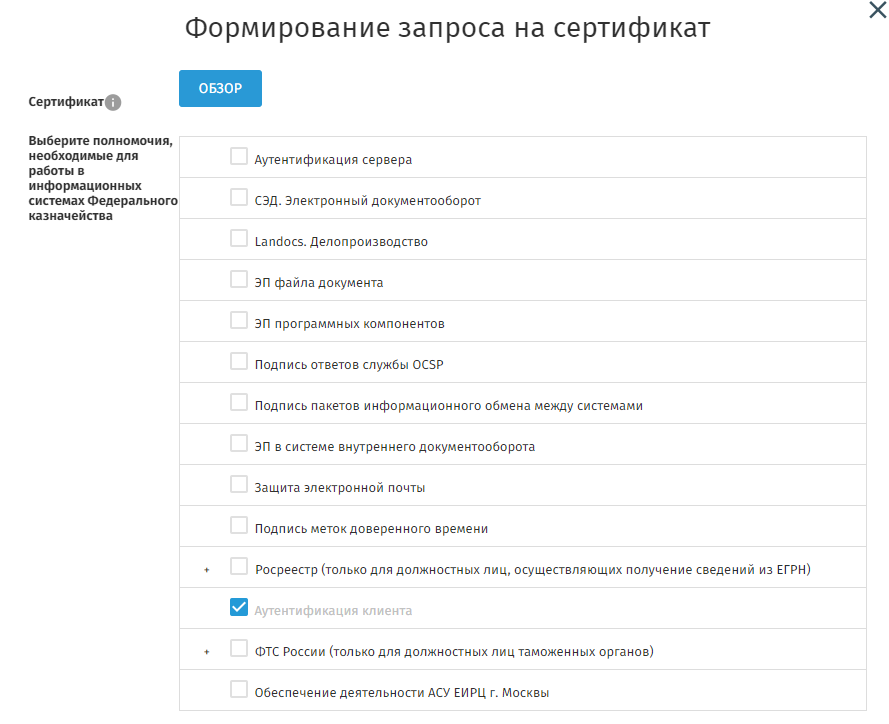 Формирование запроса на сертификат
ОБЗОР
Сертификат
Выберите полномочия,
необходимые для
работы в
информационных
системах Федерального
казначейства
Аутентификация сервера
СЭД. Электронный документооборот
Landocs. Делопроизводство
ЭП файла документа
ЭП программных компонентов
Подпись ответов службы OCSP
Подпись пакетов информационного обмена между системами
ЭП в системе внутреннего документооборота
Защита электронной почты
Подпись меток доверенного времени
+ Росреестр (только для должностных лиц, осуществляющих получение сведений из ЕГРН)
Аутентификация клиента
+ ФТС России (только для должностных лиц таможенных органов)
Обеспечение деятельности АСУ ЕИРЦ г. Москвы